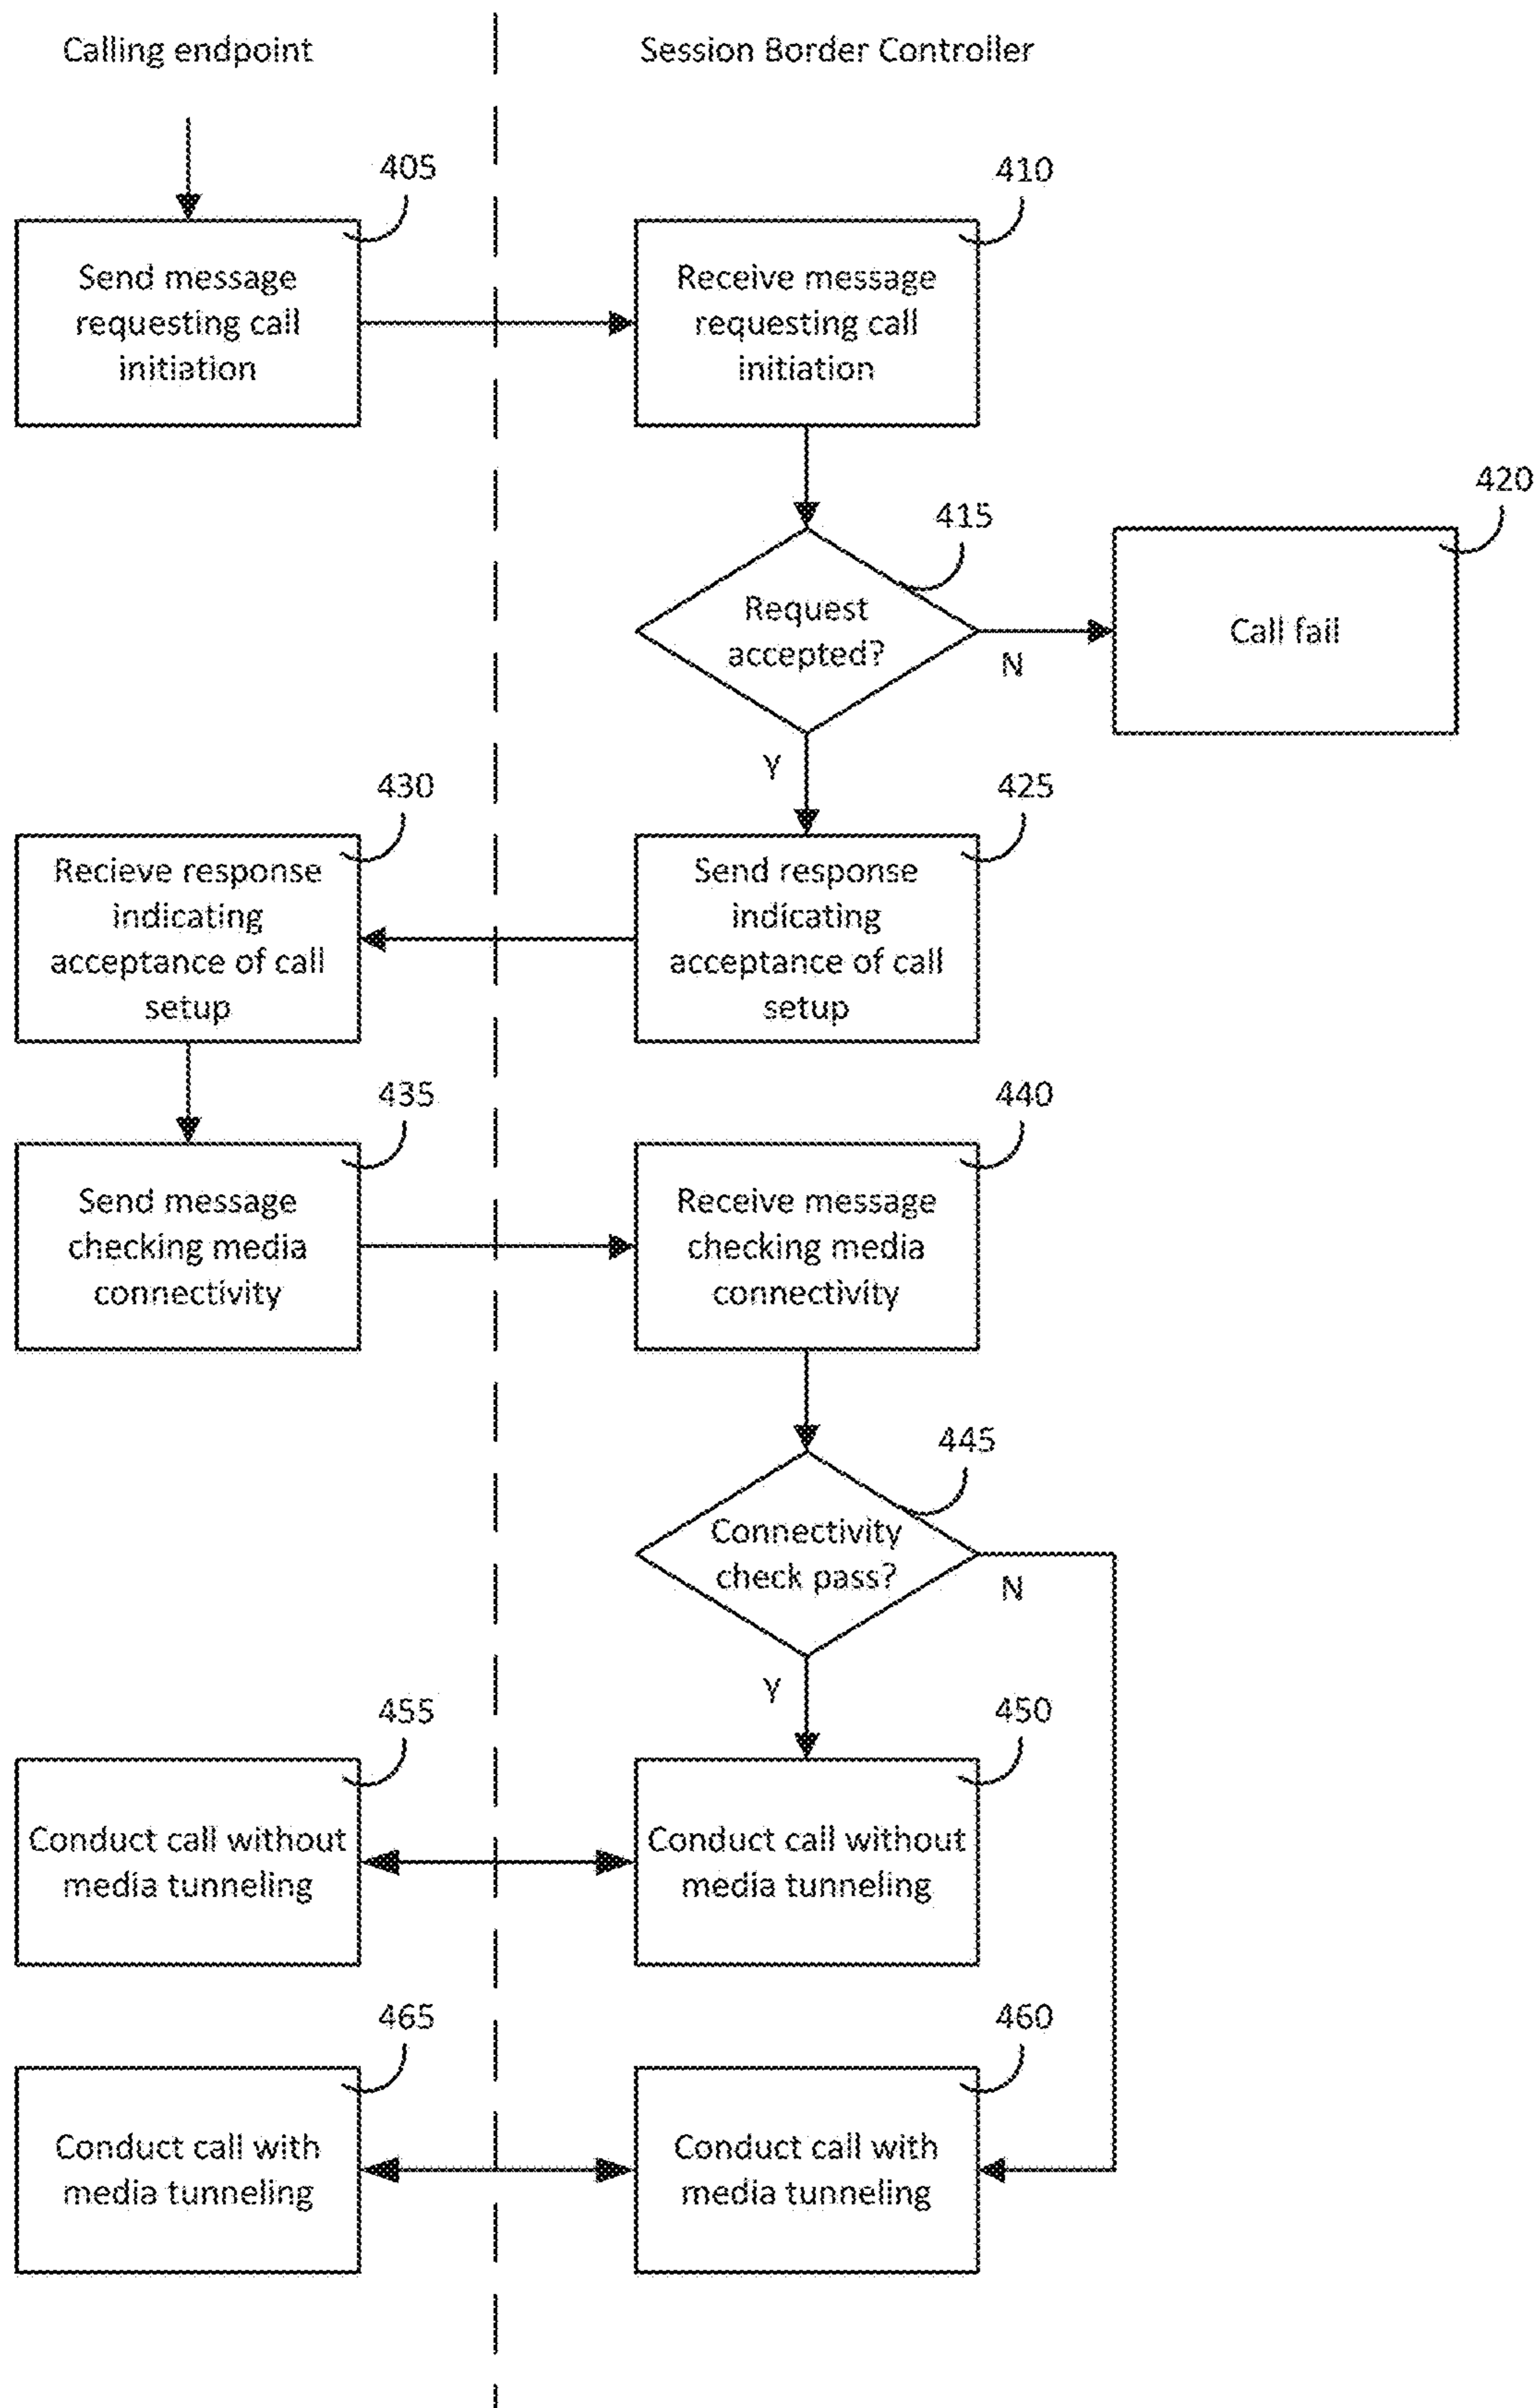 Calling endpoint
Session Border Controller
405
410
Send message
requesting call
initiation
Receive message
requesting call
initiation
415
420
Request
accepted?
N
Call fail
Y
430
425
Recieve response
indicating
acceptance of call
setup
Send response
indicating
acceptance of call
setup
435
440
Send message
checking media
connectivity
Receive message
checking media
connectivity
445
Connectivity
check pass?
N
Y
455
450
Conduct call without
media tunneling
Conduct call without
media tunneling
465
460
Conduct call with
media tunneling
Conduct call with
media tunneling